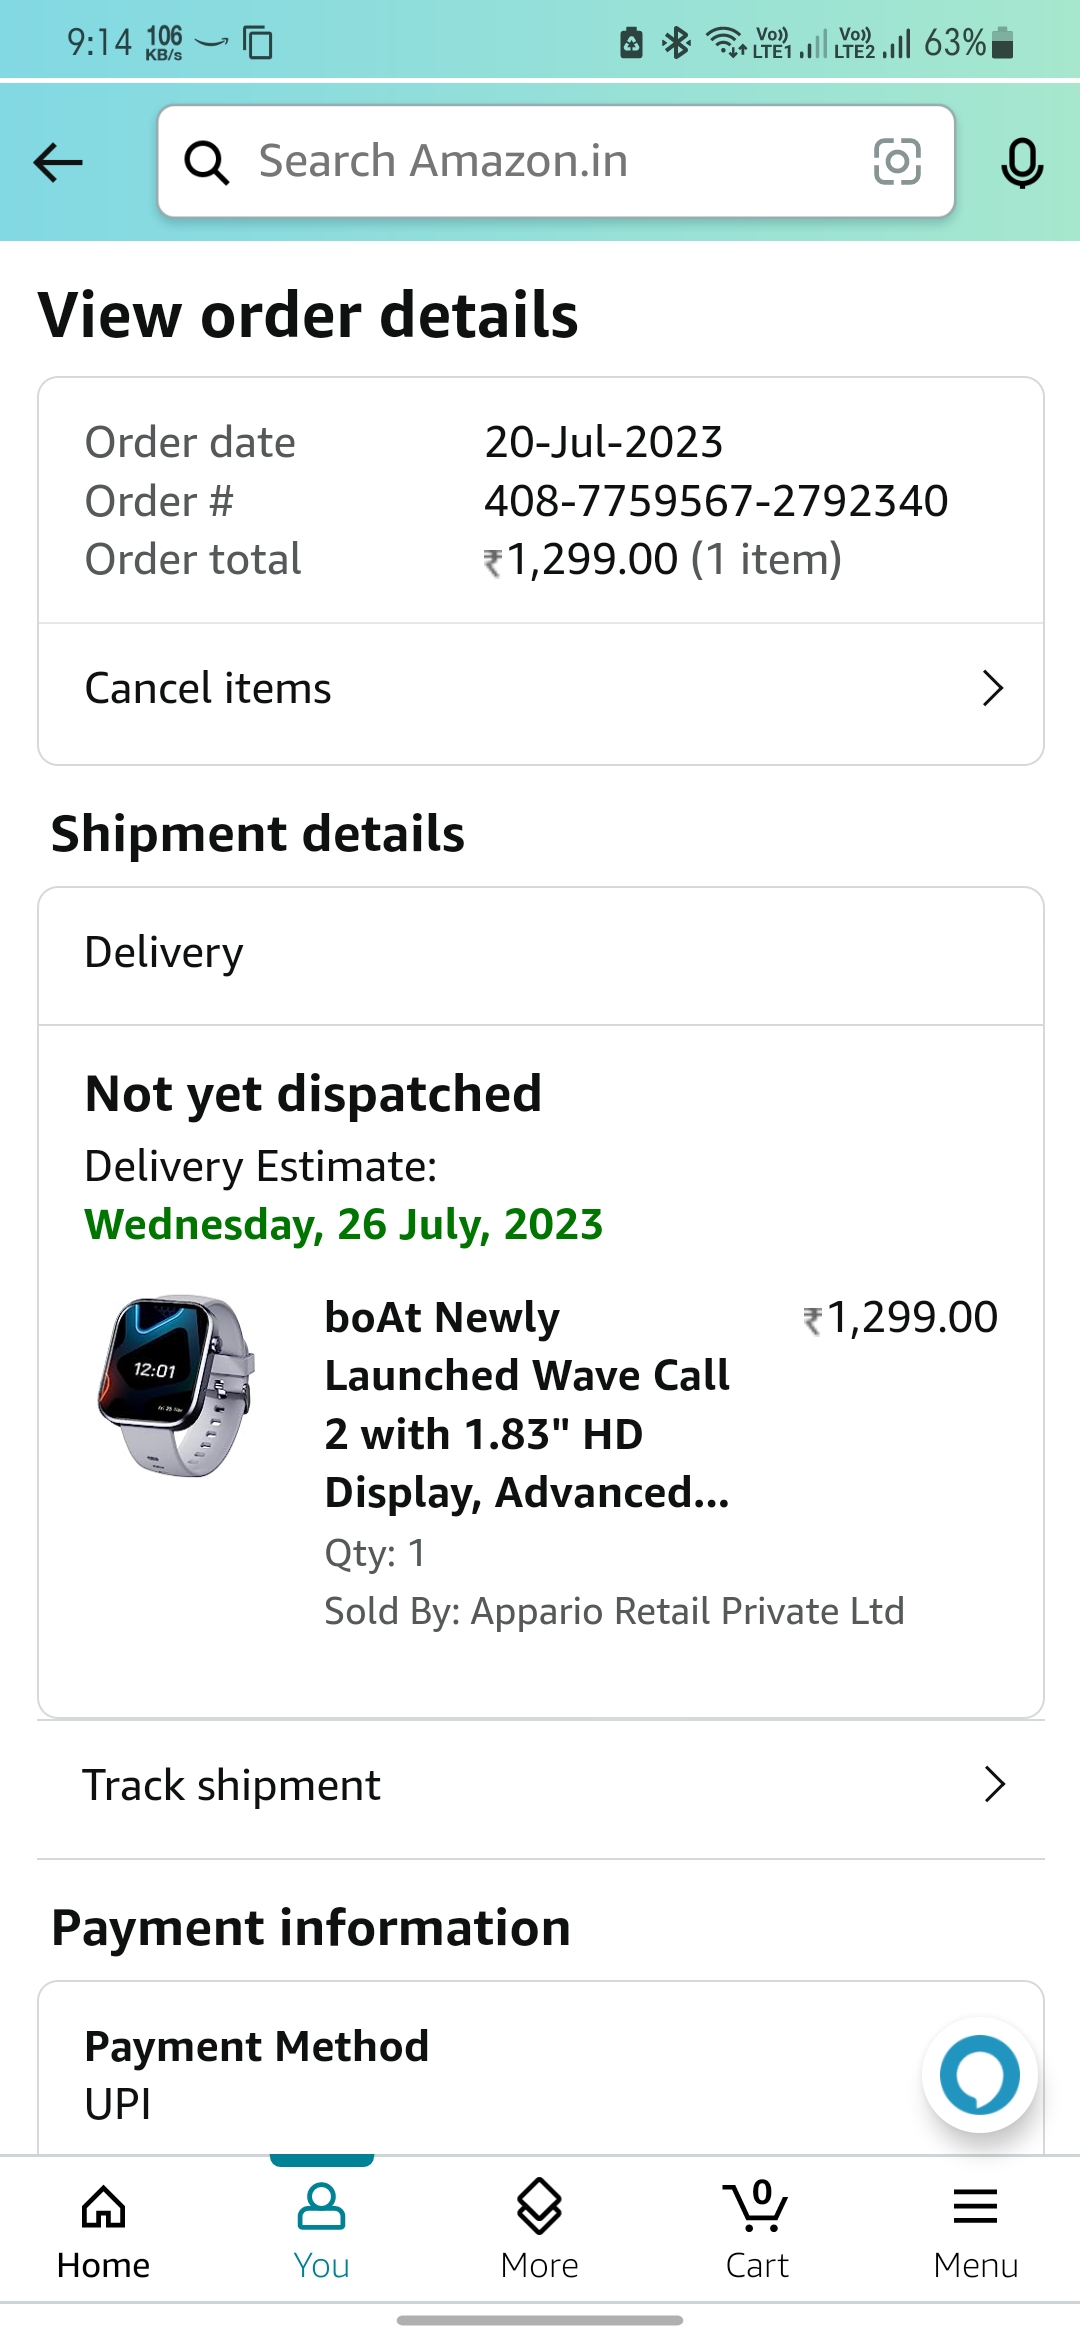 9:14 106 KB/s Vo)) LTE1 Vo)) LTE2 63%
Search Amazon.in
View order details
Order date 20-Jul-2023
Order # 408-7759567-2792340
Order total ₹1,299.00 (1 item)
Cancel items
Shipment details
Delivery
Not yet dispatched
Delivery Estimate:
Wednesday, 26 July, 2023
12:01
boAt Newly ₹1,299.00
Launched Wave Call
2 with 1.83" HD
Display, Advanced...
Qty: 1
Sold By: Appario Retail Private Ltd
Track shipment
Payment information
Payment Method
UPI
0
Home You More Cart Menu